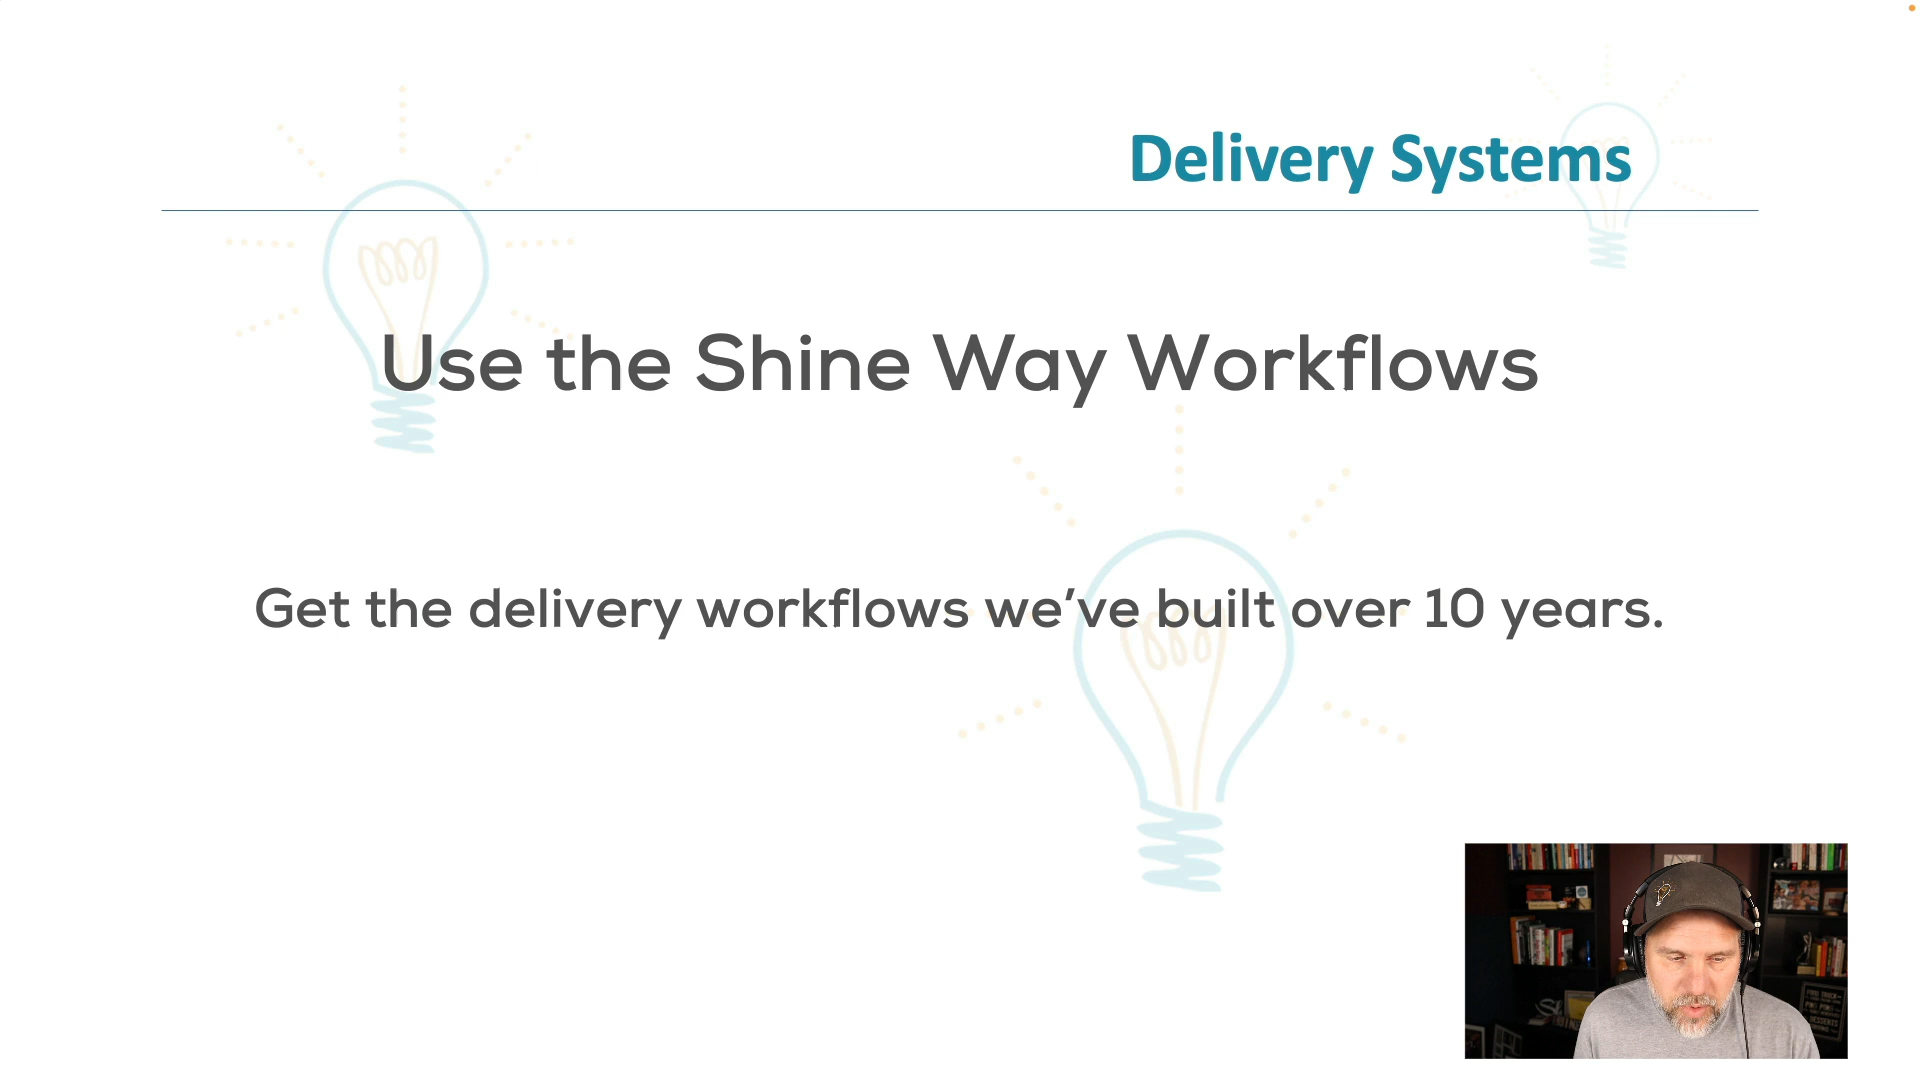 Delivery Systems
Use the Shine Way Workflows
Get the delivery workflows we’ve built over 10 years.